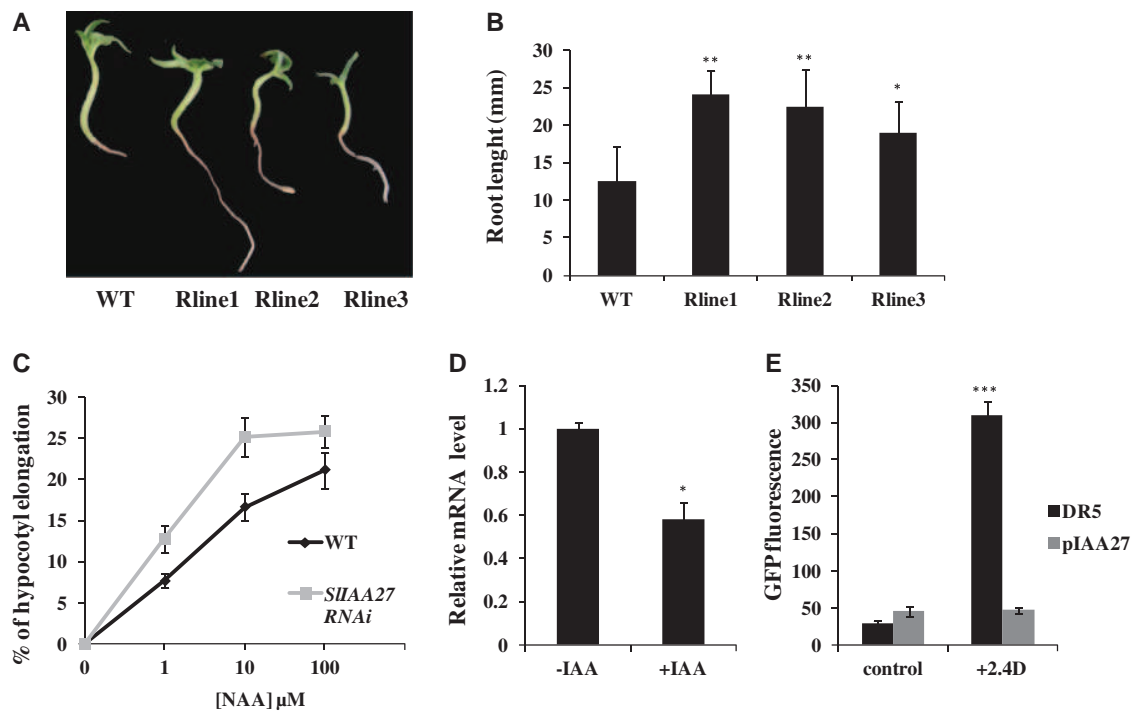 A
WT Rline1 Rline2 Rline3
B
Root lenght (mm)
30
25
20
15
10
5
0
** ** *
WT Rline1 Rline2 Rline3
C
% of hypocotyl elongation
30
25
20
15
10
5
0
0 1 10 100
[NAA] µM
WT
SlIAA27
RNAi
D
Relative mRNA level
1.2
1
0.8
0.6
0.4
0.2
0
*
-IAA +IAA
E
GFP fluorescence
350
300
250
200
150
100
50
0
***
control +2.4D
DR5
pIAA27